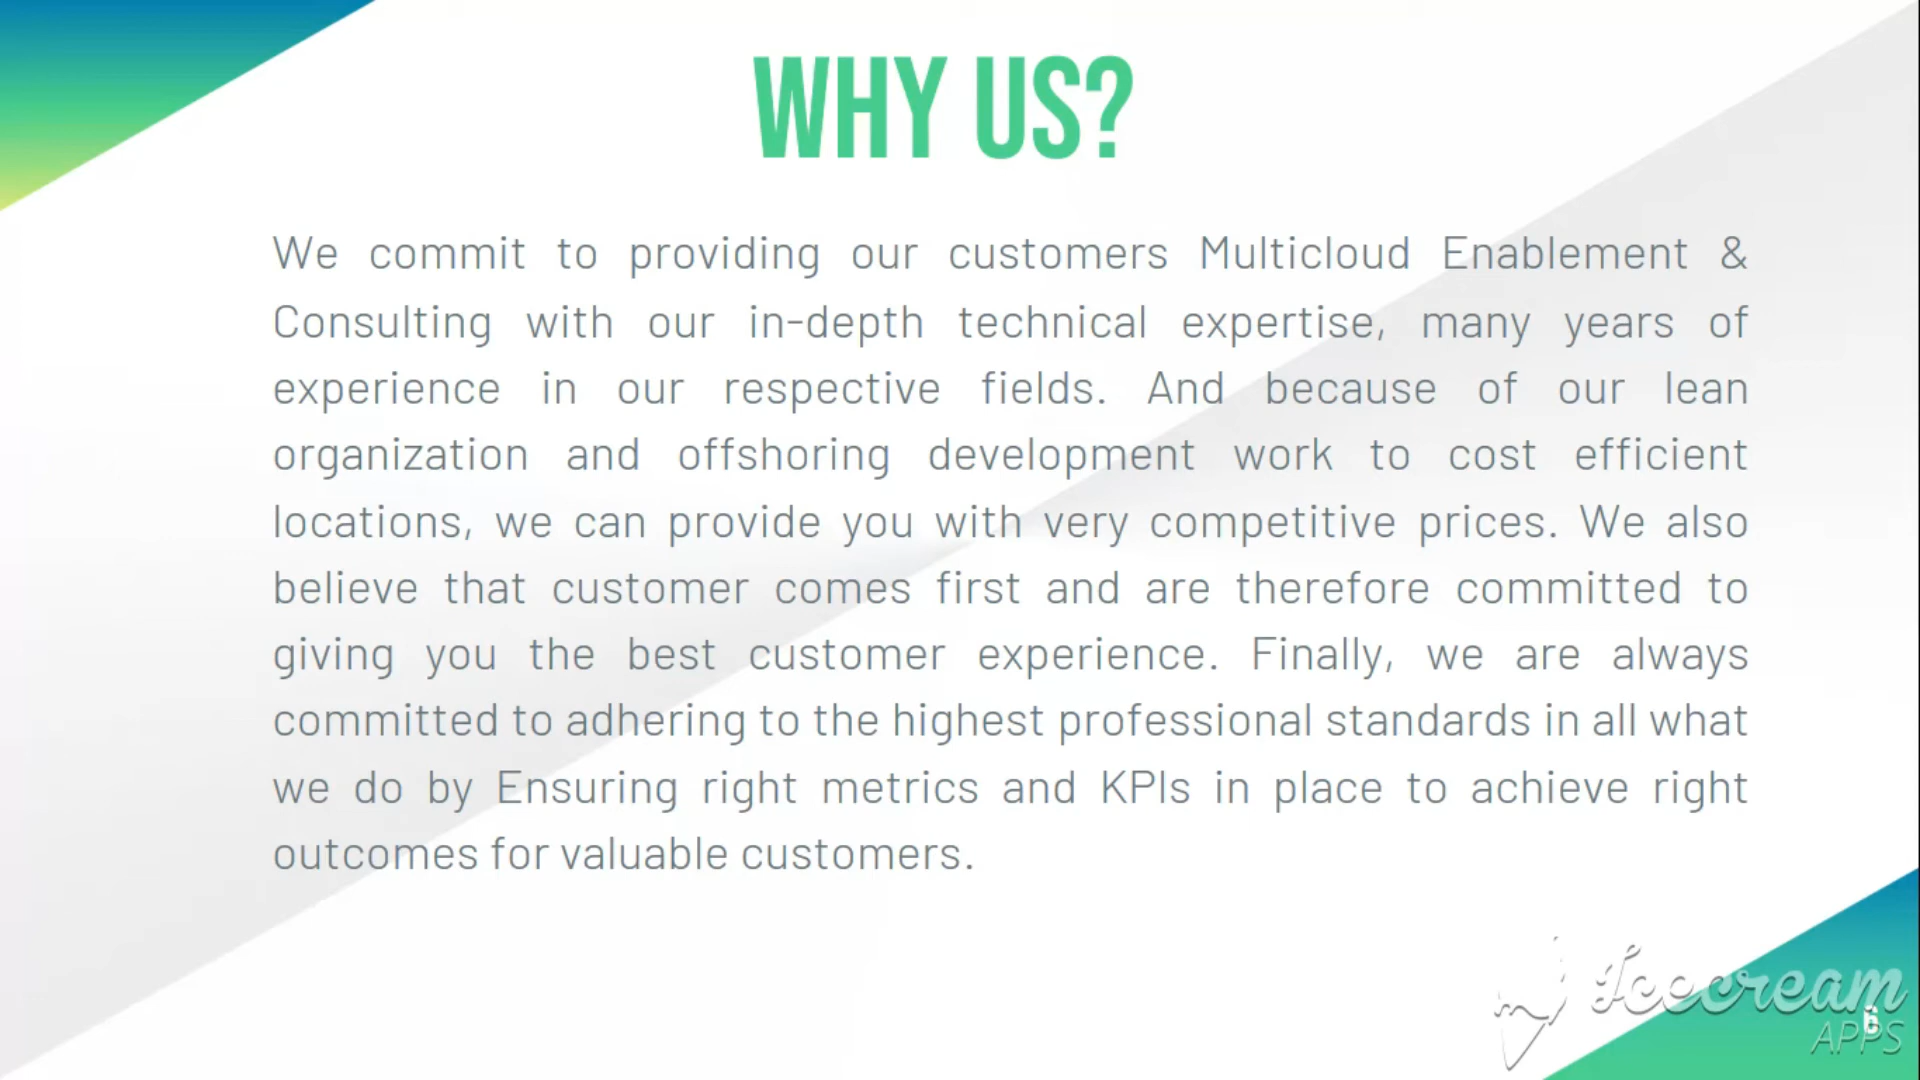 WHY US?
We commit to providing our customers Multicloud Enablement &
Consulting with our in-depth technical expertise, many years of
experience in our respective fields. And because of our lean
organization and offshoring development work to cost efficient
locations, we can provide you with very competitive prices. We also
believe that customer comes first and are therefore committed to
giving you the best customer experience. Finally, we are always
committed to adhering to the highest professional standards in all what
we do by Ensuring right metrics and KPIs in place to achieve right
outcomes for valuable customers.
Icecream
APPS
6